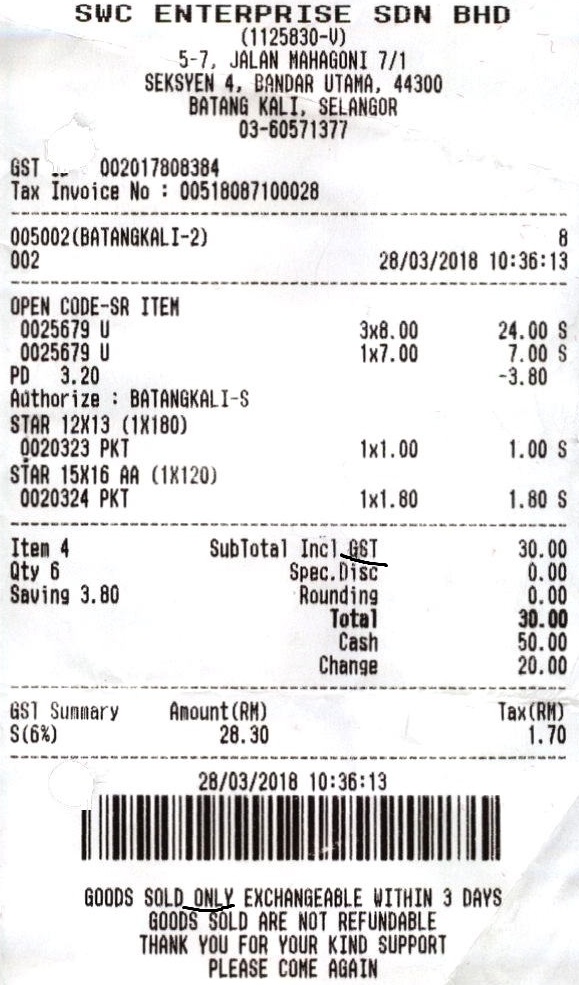 SWC ENTERPRISE SDN BHD
(1125830-V)
5-7, JALAN MAHAGONI 7/1
SEKSYEN 4, BANDAR UTAMA, 44300
BATANG KALI, SELANGOR
03-60571377
GST 002017808384
Tax Invoice No : 00518087100028
005002(BATANGKALI-2) 8
002 28/03/2018 10:36:13
OPEN CODE-SR ITEM
0025679 U 3x8.00 24.00 S
0025679 U 1x7.00 7.00 S
PD 3.20 -3.80
Authorize : BATANGKALI-S
STAR 12X13 (1X180)
0020323 PKT 1x1.00 1.00 S
STAR 15X16 AA (1X120)
0020324 PKT 1x1.80 1.80 S
Item 4 SubTotal Incl.GST 30.00
Qty 6 Spec.Disc 0.00
Saving 3.80 Rounding 0.00
Total 30.00
Cash 50.00
Change 20.00
GST Summary Amount(RM) Tax(RM)
S(6%) 28.30 1.70
28/03/2018 10:36:13
GOODS SOLD ONLY EXCHANGEABLE WITHIN 3 DAYS
GOODS SOLD ARE NOT REFUNDABLE
THANK YOU FOR YOUR KIND SUPPORT
PLEASE COME AGAIN